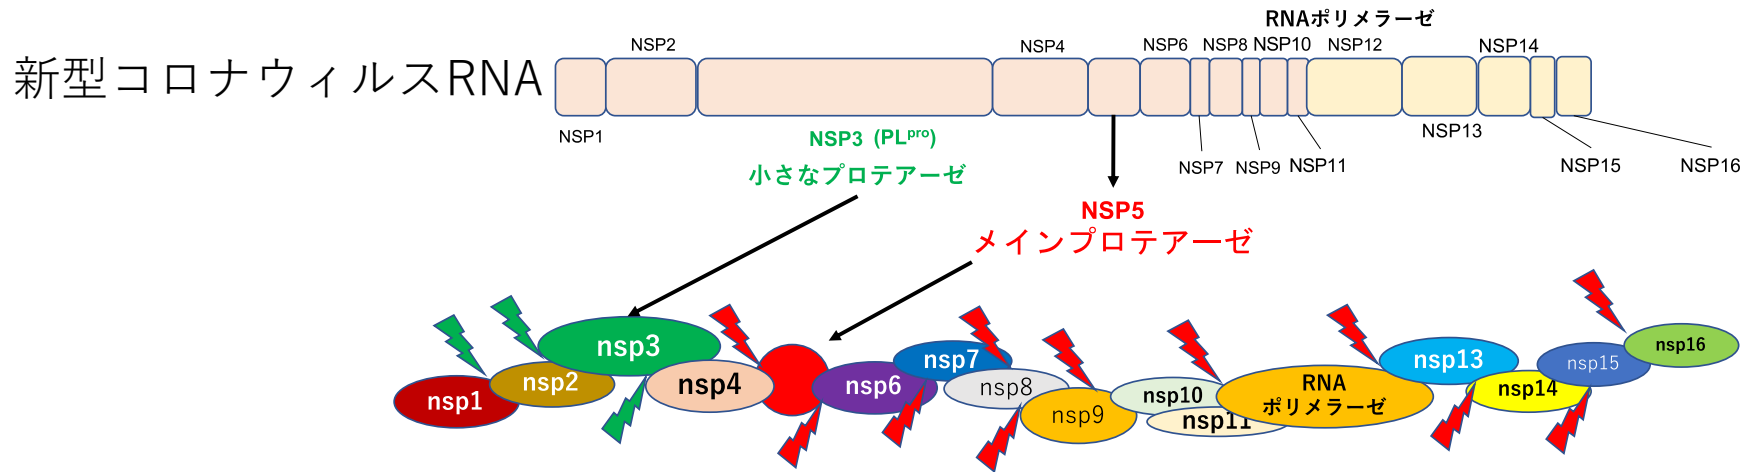 RNAポリメラーゼ
NSP2
NSP4
NSP6
NSP8
NSP10
NSP12
NSP14
新型コロナウィルスRNA
NSP1
NSP3 (PLpro)
小さなプロテアーゼ
NSP13
NSP7
NSP9
NSP11
NSP15
NSP16
NSP5
メインプロテアーゼ
nsp1
nsp2
nsp3
nsp4
nsp6
nsp7
nsp8
nsp9
nsp10
nsp11
RNA
ポリメラーゼ
nsp13
nsp14
nsp15
nsp16